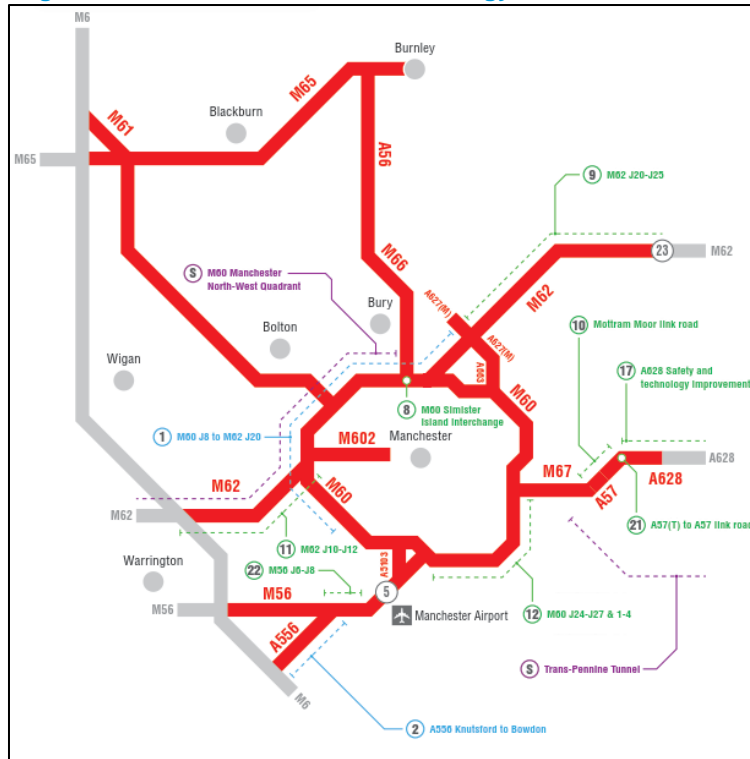 M6
Burnley
M65
Blackburn
M61
M65
A56
9 M62 J20-J25
23
M62
S M60 Manchester
North-West Quadrant
M66
A627(M)
M62
Bury
10 Mottram Moor link road
Bolton
A627(M)
17 A628 Safety and
technology improvement
Wigan
A663
M60
8 M60 Simister
Island Interchange
1 M60 J8 to M62 J20
M602
Manchester
M67
A628
A628
M62
M60
A57
M62
21 A57(T) to A57 link road
11 M62 J10-J12
Warrington
22 M56 J6-J8
A5103
M56
M56
5
Manchester Airport
12 M60 J24-J27 & 1-4
A556
S Trans-Pennine Tunnel
M6
2 A556 Knutsford to Bowdon